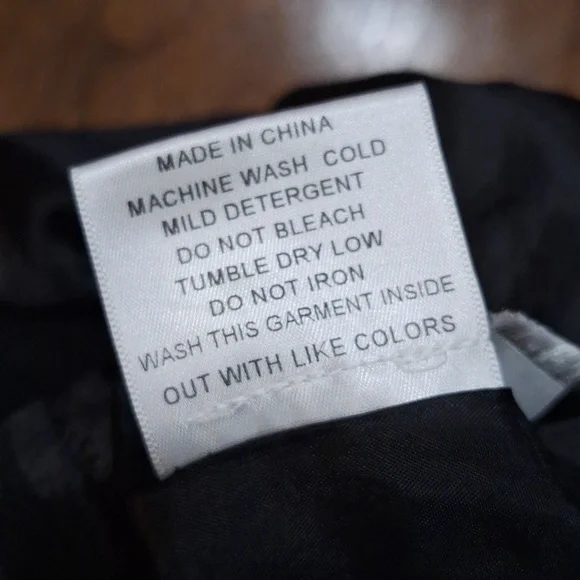 MADE IN CHINA
MACHINE WASH COLD
MILD DETERGENT
DO NOT BLEACH
TUMBLE DRY LOW
DO NOT IRON
WASH THIS GARMENT INSIDE
OUT WITH LIKE COLORS